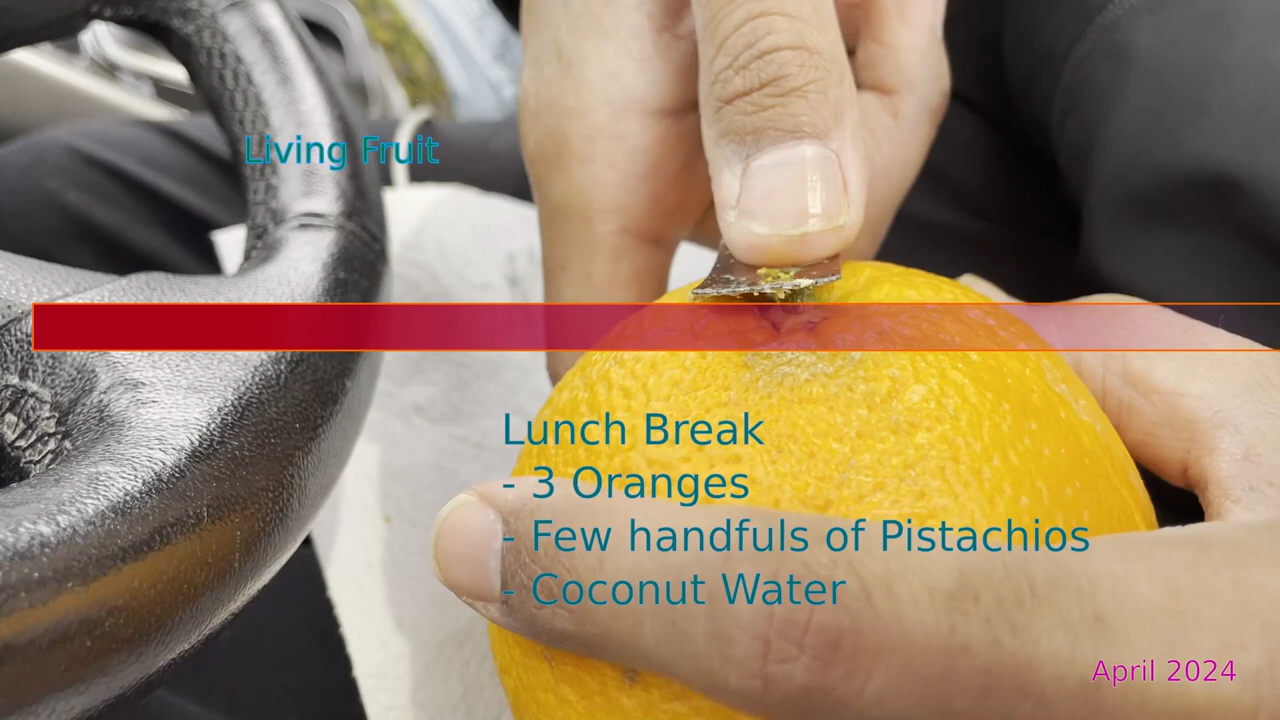 Living Fruit
Lunch Break
- 3 Oranges
- Few handfuls of Pistachios
- Coconut Water
April 2024